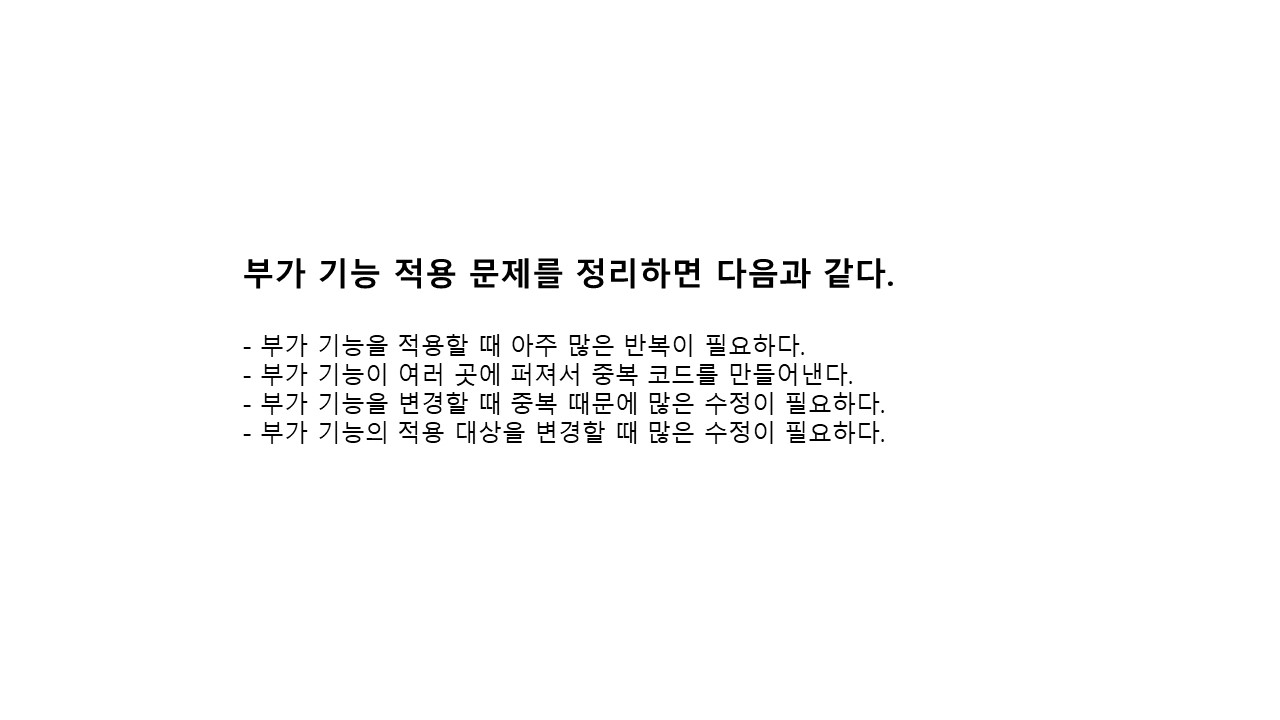 부가 기능 적용 문제를 정리하면 다음과 같다.
- 부가 기능을 적용할 때 아주 많은 반복이 필요하다.
- 부가 기능이 여러 곳에 퍼져서 중복 코드를 만들어낸다.
- 부가 기능을 변경할 때 중복 때문에 많은 수정이 필요하다.
- 부가 기능의 적용 대상을 변경할 때 많은 수정이 필요하다.